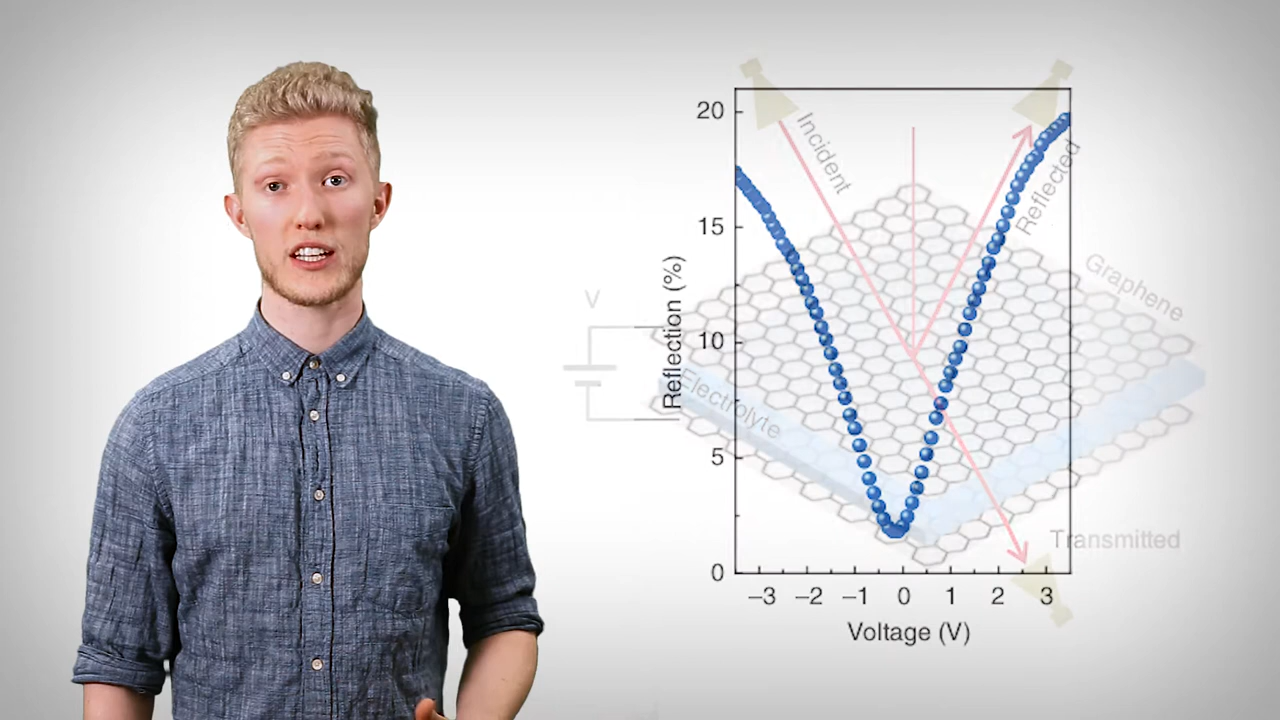 20
15
10
5
0
Reflection (%)
–3 –2 –1 0 1 2 3
Voltage (V)
V
Incident
Reflected
Graphene
Electrolyte
Transmitted